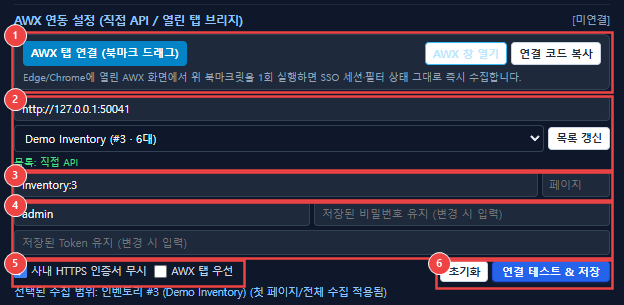 AWX 연동 설정 (직접 API / 열린 탭 브리지) [미연결]
1
AWX 탭 연결 (북마크 드래그) AWX 창 열기 연결 코드 복사
Edge/Chrome에 열린 AWX 화면에서 위 북마크릿을 1회 실행하면 SSO 세션·필터 상태 그대로 즉시 수집합니다.
2
http://127.0.0.1:50041
Demo Inventory (#3 - 6대) 목록 갱신
목록: 직접 API
3
inventory:3 페이지
4
admin 저장된 비밀번호 유지 (변경 시 입력)
저장된 Token 유지 (변경 시 입력)
5 6
사내 HTTPS 인증서 무시 AWX 탭 우선 초기화 연결 테스트 & 저장
선택된 수집 범위: 인벤토리 #3 (Demo Inventory) (첫 페이지/전체 수집 적용됨)